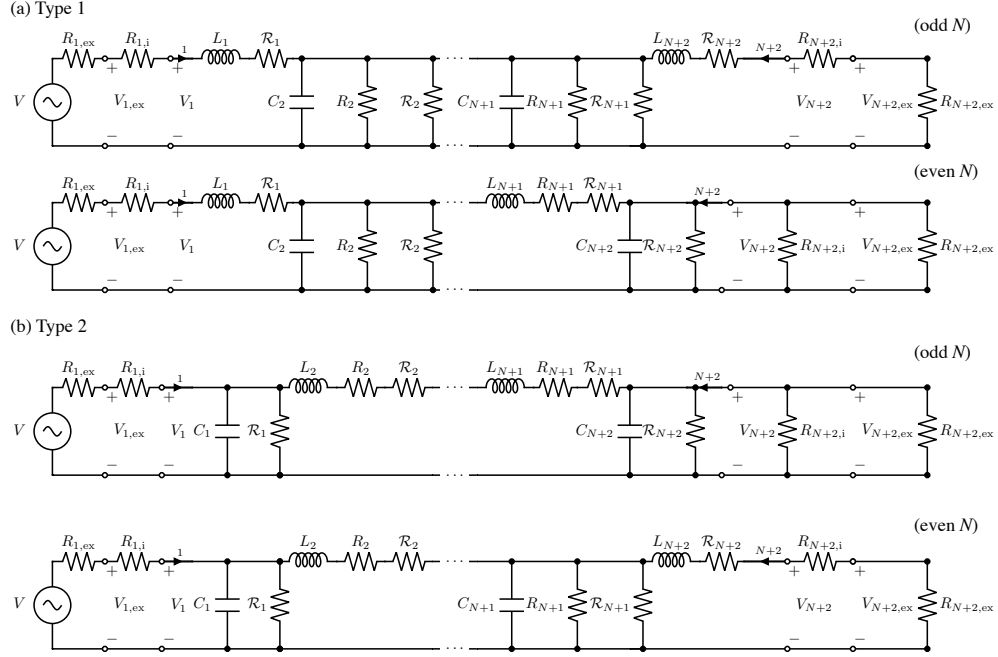 (a) Type 1
(odd N)
R1,ex R1,i 1 L1 ℛ1 LN+2 ℛN+2 N+2 RN+2,i
+ + ··· + +
V V1,ex V1 C2 R2 ℛ2 CN+1 RN+1 ℛN+1 VN+2 VN+2,ex RN+2,ex
− − ··· − −
(even N)
R1,ex R1,i 1 L1 ℛ1 LN+1 RN+1 ℛN+1 N+2
+ + ··· + +
V V1,ex V1 C2 R2 ℛ2 CN+2 ℛN+2 VN+2 RN+2,i VN+2,ex RN+2,ex
− − ··· − −
(b) Type 2
(odd N)
R1,ex R1,i 1 L2 R2 ℛ2 LN+1 RN+1 ℛN+1 N+2
+ + ··· + +
V V1,ex V1 C1 ℛ1 CN+2 ℛN+2 VN+2 RN+2,i VN+2,ex RN+2,ex
− − ··· − −
(even N)
R1,ex R1,i 1 L2 R2 ℛ2 LN+2 ℛN+2 N+2 RN+2,i
+ + ··· + +
V V1,ex V1 C1 ℛ1 CN+1 RN+1 ℛN+1 VN+2 VN+2,ex RN+2,ex
− − ··· − −